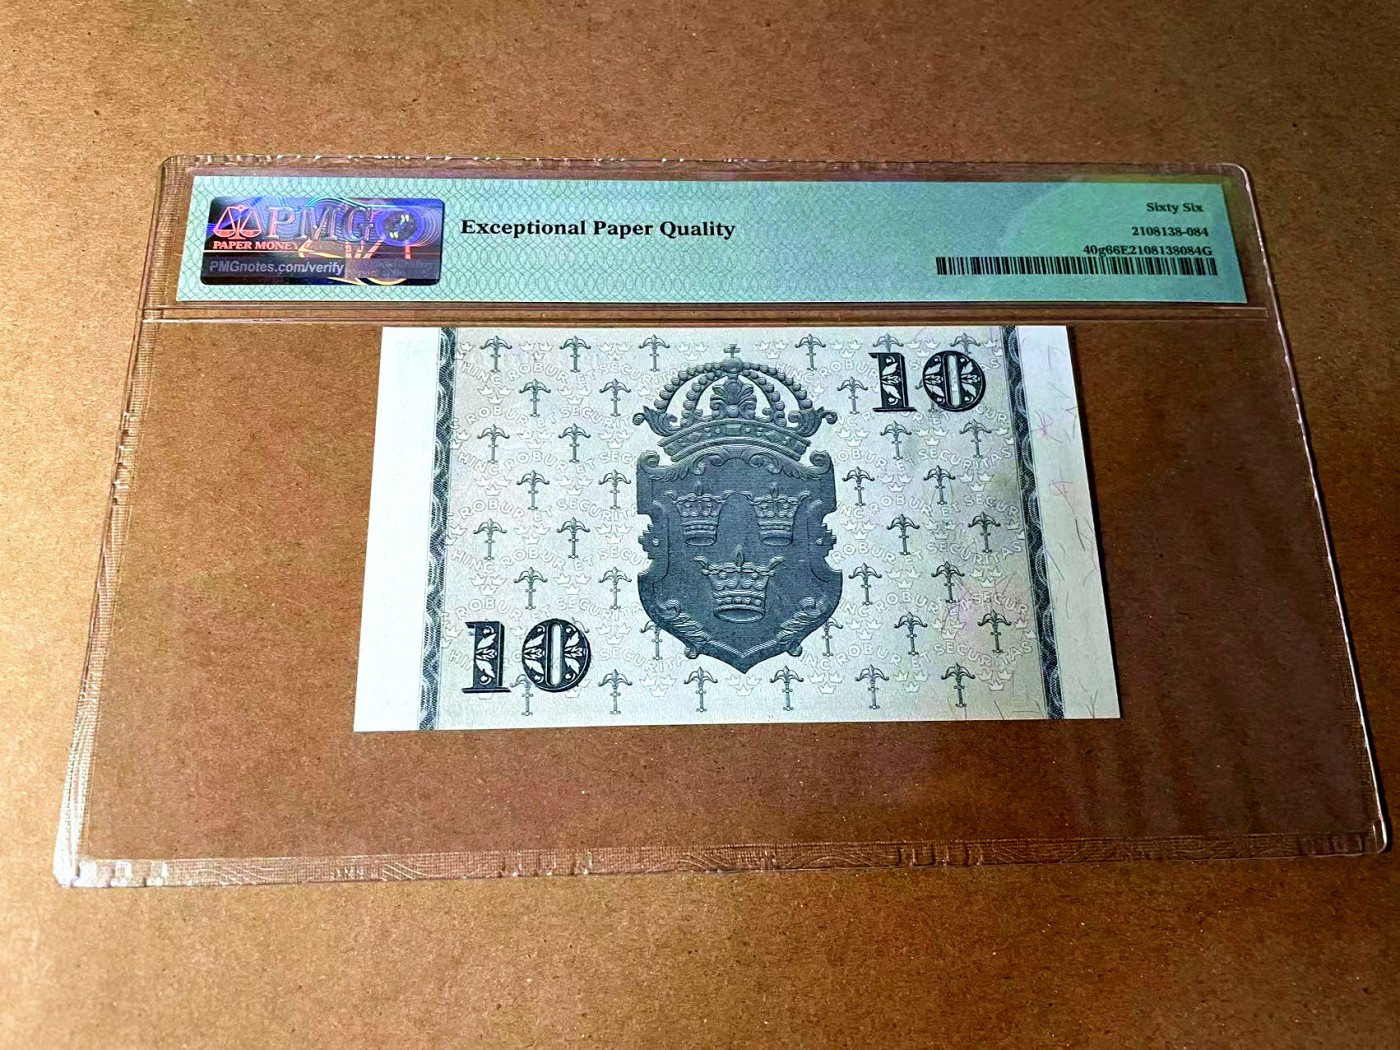 PMG
PAPER MONEY
PMGnotes.com/verify
Exceptional Paper Quality
Sixty Six
2108138-084
40g66E2108138084G
10
HINC ROBUR ET SECURITAS
10